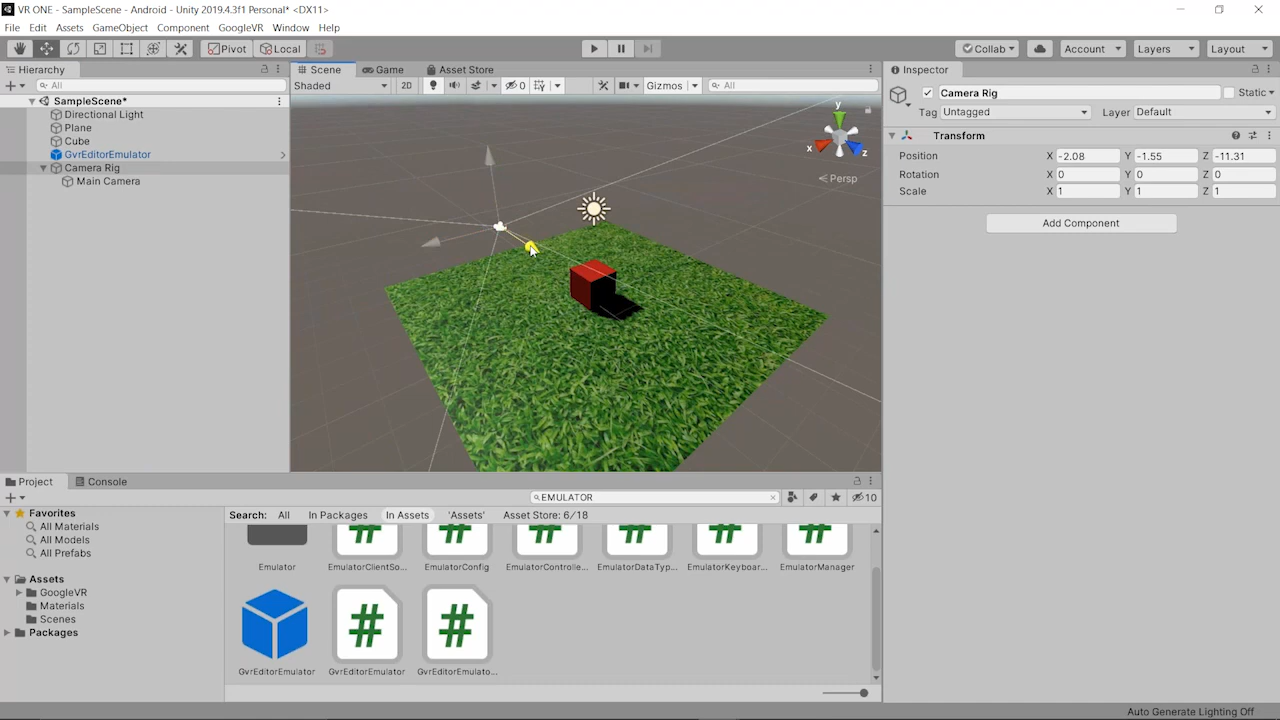 VR ONE - SampleScene - Android - Unity 2019.4.3f1 Personal* <DX11>
File Edit Assets GameObject Component GoogleVR Window Help
Pivot Local Collab Account Layers Layout
Hierarchy Scene Game Asset Store Inspector
All Shaded 2D 0 Gizmos All
Camera Rig Static
SampleScene*
Tag Untagged Layer Default
Directional Light
Plane
Cube
GvrEditorEmulator
Camera Rig
Main Camera
y
x
z
Persp
Transform
Position X -2.08 Y -1.55 Z -11.31
Rotation X 0 Y 0 Z 0
Scale X 1 Y 1 Z 1
Add Component
Project Console
EMULATOR 10
Favorites
All Materials
All Models
All Prefabs
Assets
GoogleVR
Materials
Scenes
Packages
Search: All In Packages In Assets 'Assets' Asset Store: 6/18
# # # # # #
Emulator EmulatorClientSo... EmulatorConfig EmulatorControlle... EmulatorDataTyp... EmulatorKeyboar... EmulatorManager
# #
GvrEditorEmulator GvrEditorEmulator GvrEditorEmulato...
Auto Generate Lighting Off